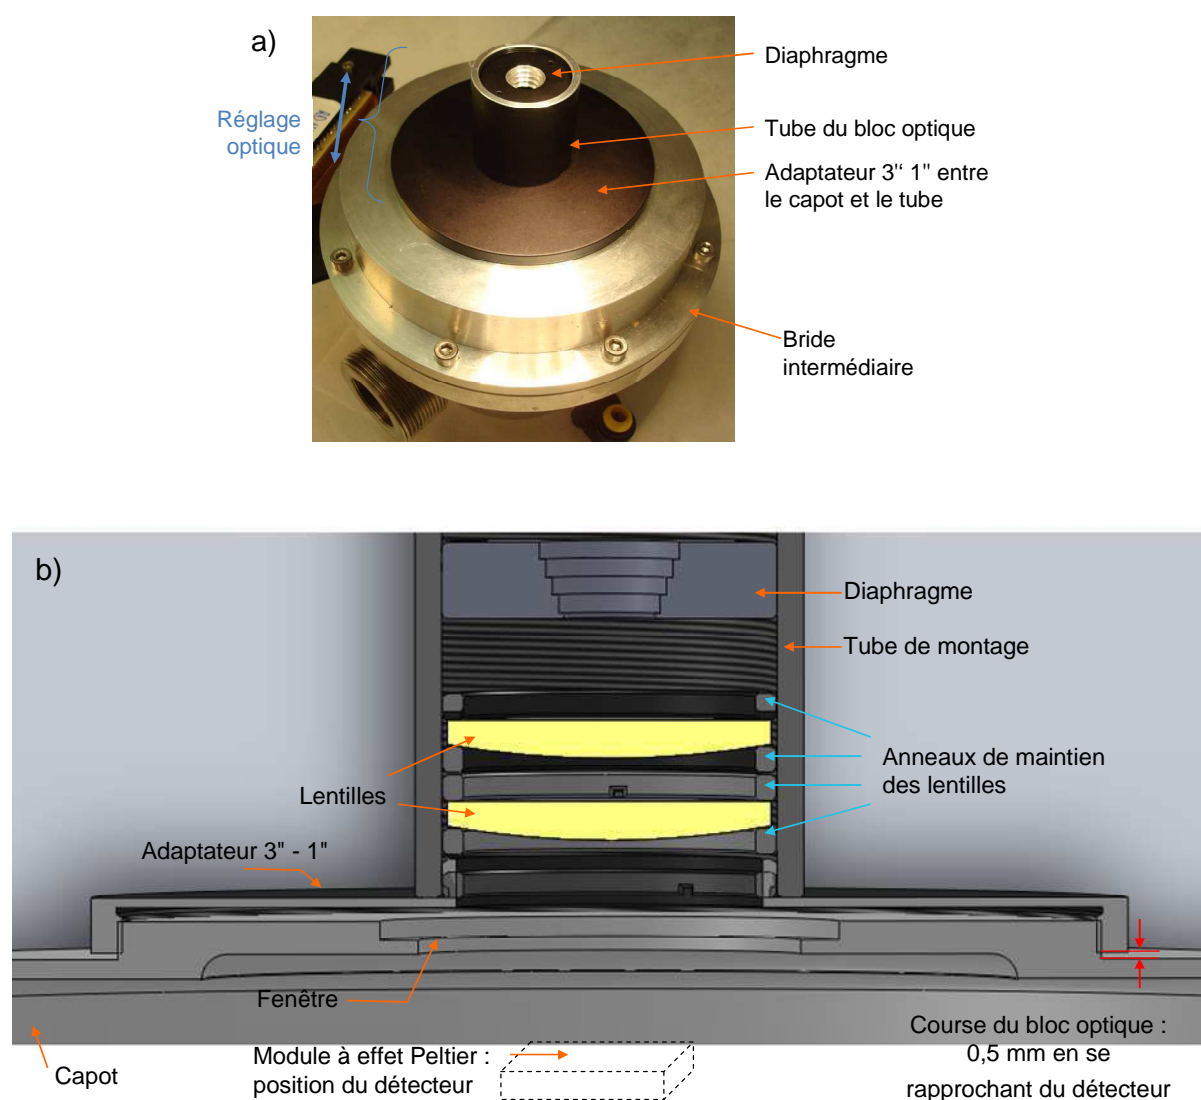 a)
Diaphragme
Tube du bloc optique
Réglage
optique
Adaptateur 3'' 1'' entre
le capot et le tube
Bride
intermédiaire
b)
Diaphragme
Tube de montage
Anneaux de maintien
des lentilles
Lentilles
Adaptateur 3" - 1"
Fenêtre
Capot
Module à effet Peltier :
position du détecteur
Course du bloc optique :
0,5 mm en se
rapprochant du détecteur